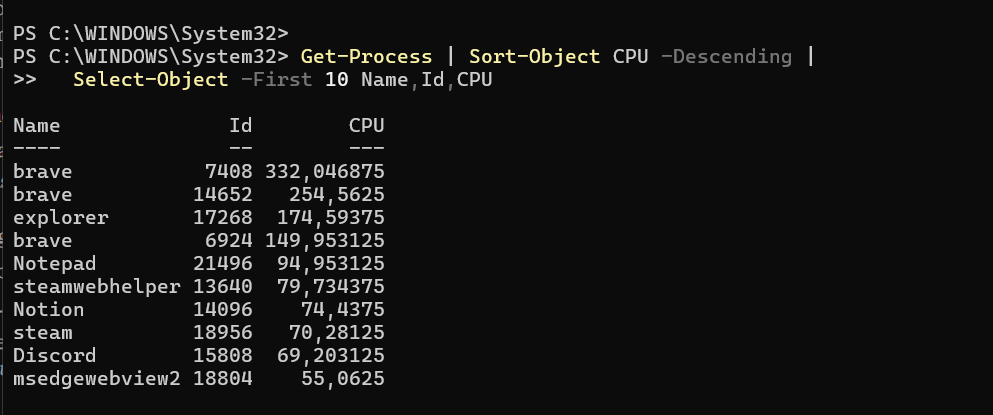 PS C:\WINDOWS\System32>
PS C:\WINDOWS\System32> Get-Process | Sort-Object CPU -Descending |
>>   Select-Object -First 10 Name,Id,CPU
Name              Id        CPU
----              --        ---
brave           7408 332,046875
brave          14652   254,5625
explorer       17268  174,59375
brave           6924 149,953125
Notepad        21496  94,953125
steamwebhelper 13640  79,734375
Notion         14096    74,4375
steam          18956   70,28125
Discord        15808  69,203125
msedgewebview2 18804    55,0625